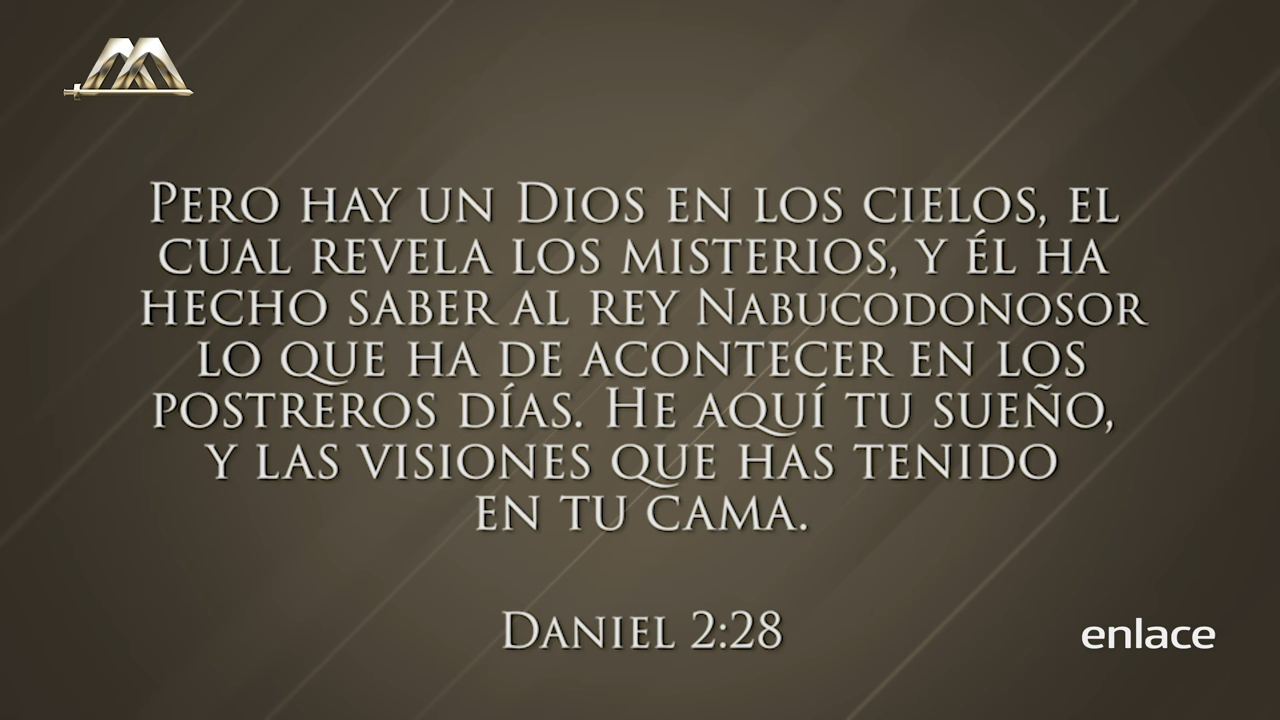 Pero hay un Dios en los cielos, el
cual revela los misterios, y él ha
hecho saber al rey Nabucodonosor
lo que ha de acontecer en los
postreros días. He aquí tu sueño,
y las visiones que has tenido
en tu cama.
Daniel 2:28
enlace